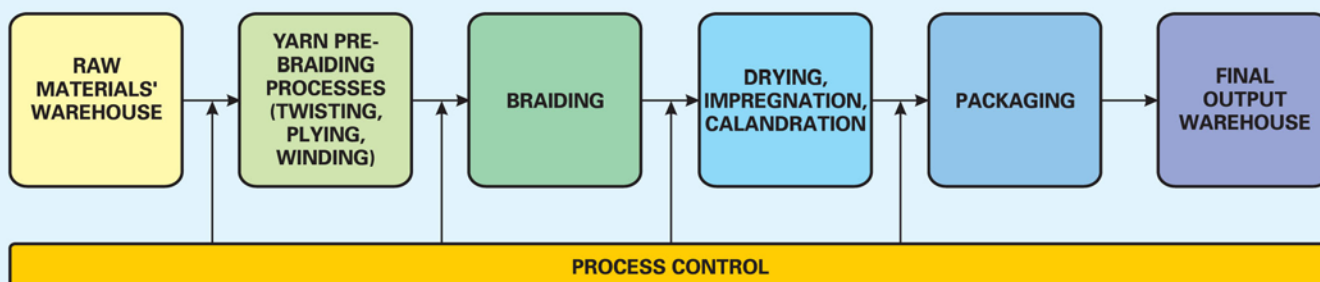 RAW
MATERIALS'
WAREHOUSE
YARN PRE-
BRAIDING
PROCESSES
(TWISTING,
PLYING,
WINDING)
BRAIDING
DRYING,
IMPREGNATION,
CALANDRATION
PACKAGING
FINAL
OUTPUT
WAREHOUSE
PROCESS CONTROL